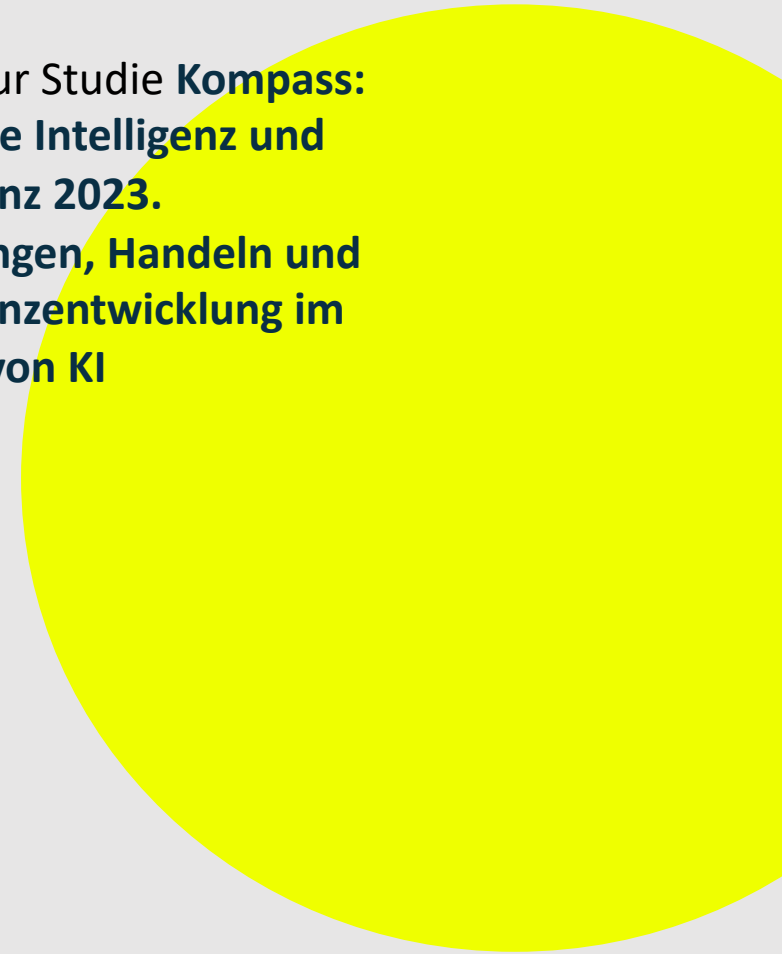 ur Studie Kompass:
e Intelligenz und
nz 2023.
ngen, Handeln und
nzentwicklung im
von KI